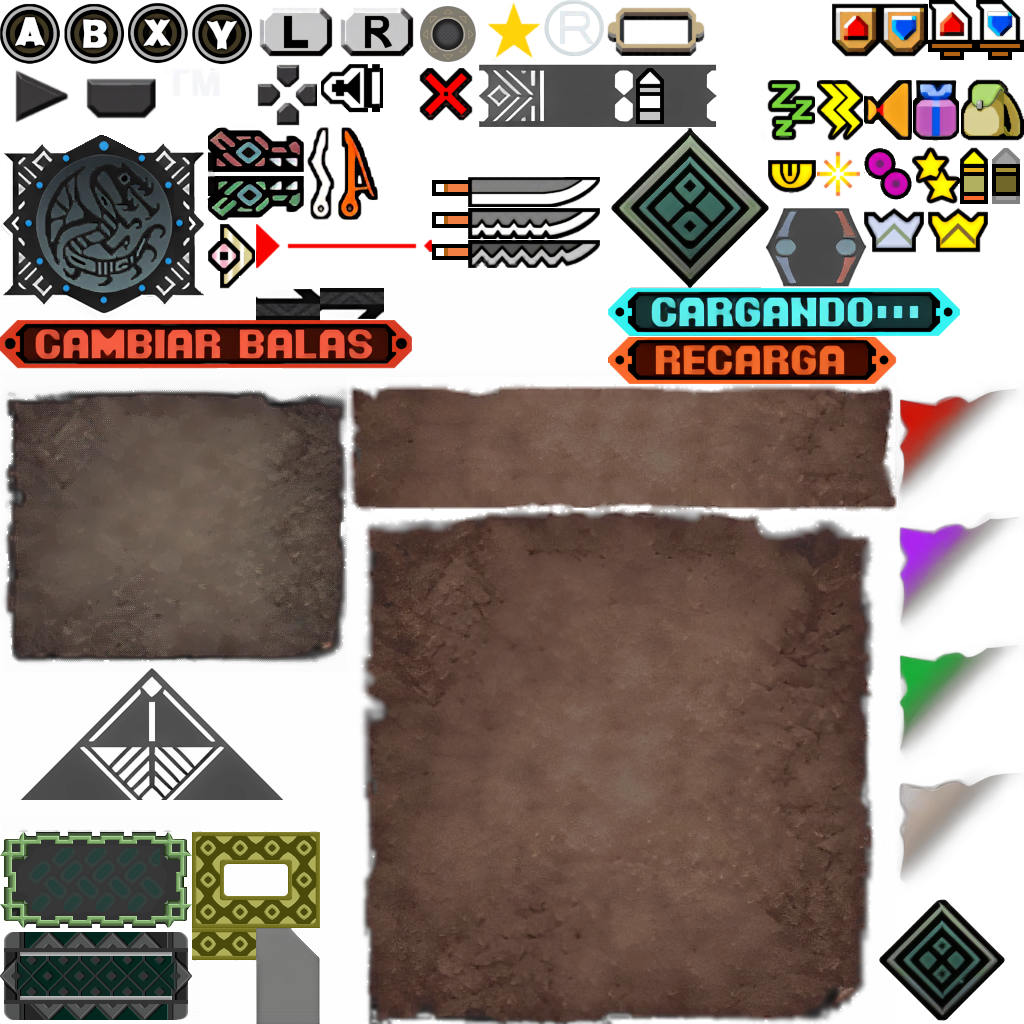 A B X Y L R ®
TM
Z Z Z
CARGANDO...
CAMBIAR BALAS
RECARGA